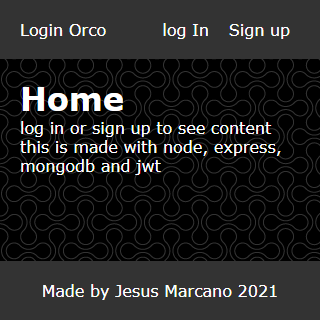 Login Orco log In Sign up
Home
log in or sign up to see content
this is made with node, express,
mongodb and jwt
Made by Jesus Marcano 2021